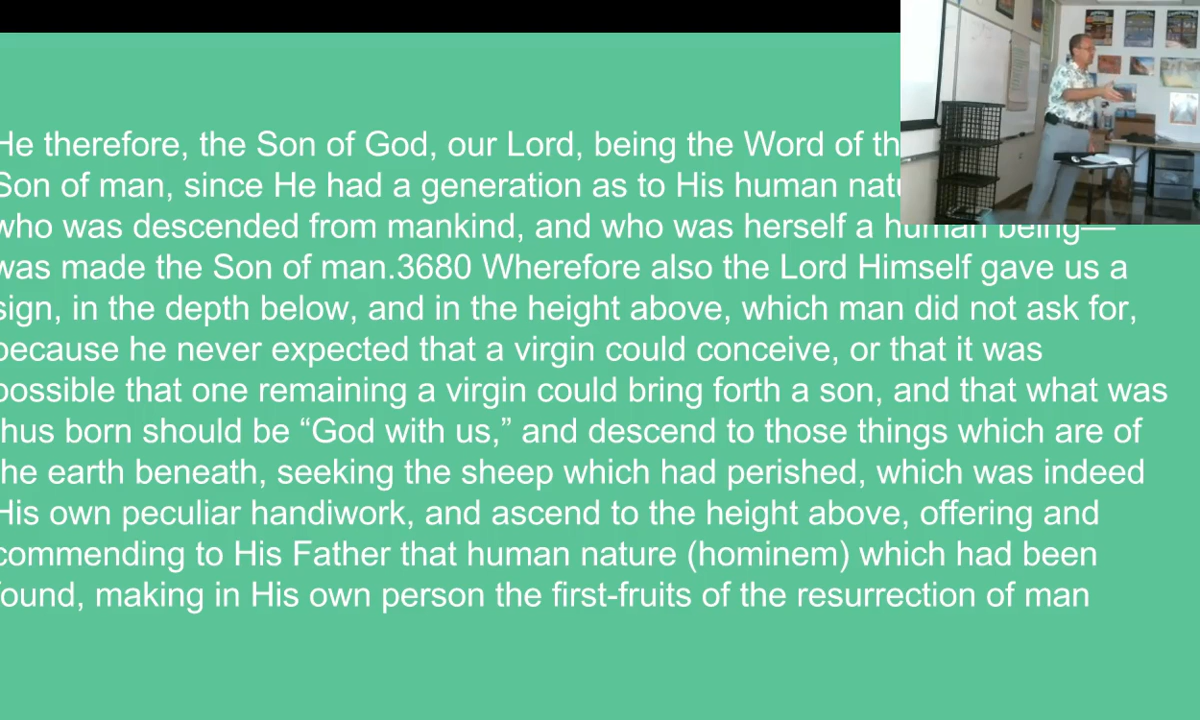 He therefore, the Son of God, our Lord, being the Word of
Son of man, since He had a generation as to His human
who was descended from mankind, and who was herself a human being—
was made the Son of man.3680 Wherefore also the Lord Himself gave us a
sign, in the depth below, and in the height above, which man did not ask for,
because he never expected that a virgin could conceive, or that it was
possible that one remaining a virgin could bring forth a son, and that what was
thus born should be “God with us,” and descend to those things which are of
the earth beneath, seeking the sheep which had perished, which was indeed
His own peculiar handiwork, and ascend to the height above, offering and
commending to His Father that human nature (hominem) which had been
found, making in His own person the first-fruits of the resurrection of man